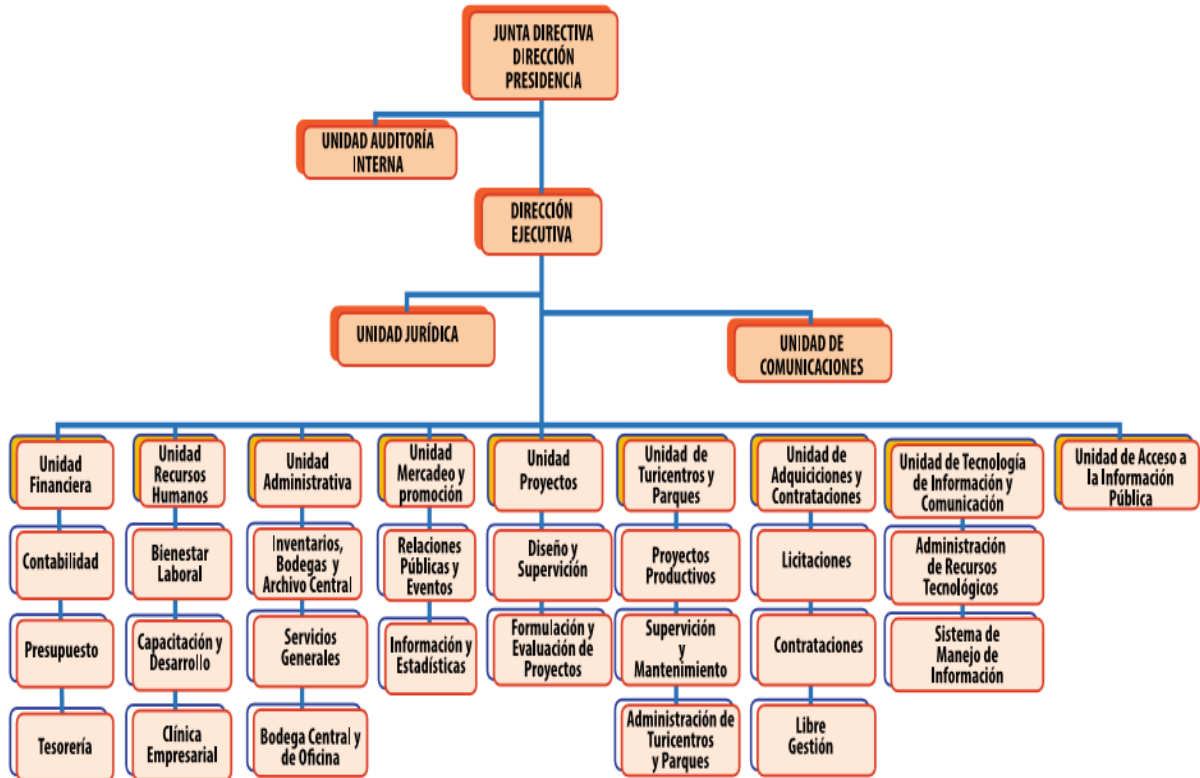 JUNTA DIRECTIVA
DIRECCIÓN
PRESIDENCIA
UNIDAD AUDITORÍA
INTERNA
DIRECCIÓN
EJECUTIVA
UNIDAD JURÍDICA
UNIDAD DE
COMUNICACIONES
Unidad
Financiera
Contabilidad
Presupuesto
Tesorería
Unidad
Recursos
Humanos
Bienestar
Laboral
Capacitación y
Desarrollo
Clínica
Empresarial
Unidad
Administrativa
Inventarios,
Bodegas y
Archivo Central
Servicios
Generales
Bodega Central y
de Oficina
Unidad
Mercadeo y
promoción
Relaciones
Públicas y
Eventos
Información y
Estadísticas
Unidad
Proyectos
Diseño y
Supervisión
Formulación y
Evaluación de
Proyectos
Unidad de
Turicentros y
Parques
Proyectos
Productivos
Supervisión
y
Mantenimiento
Administración de
Turicentros
y Parques
Unidad de
Adquiciciones y
Contrataciones
Licitaciones
Contrataciones
Libre
Gestión
Unidad de Tecnología
de Información y
Comunicación
Administración
de Recursos
Tecnológicos
Sistema de
Manejo de
Información
Unidad de Acceso a
la Información
Pública